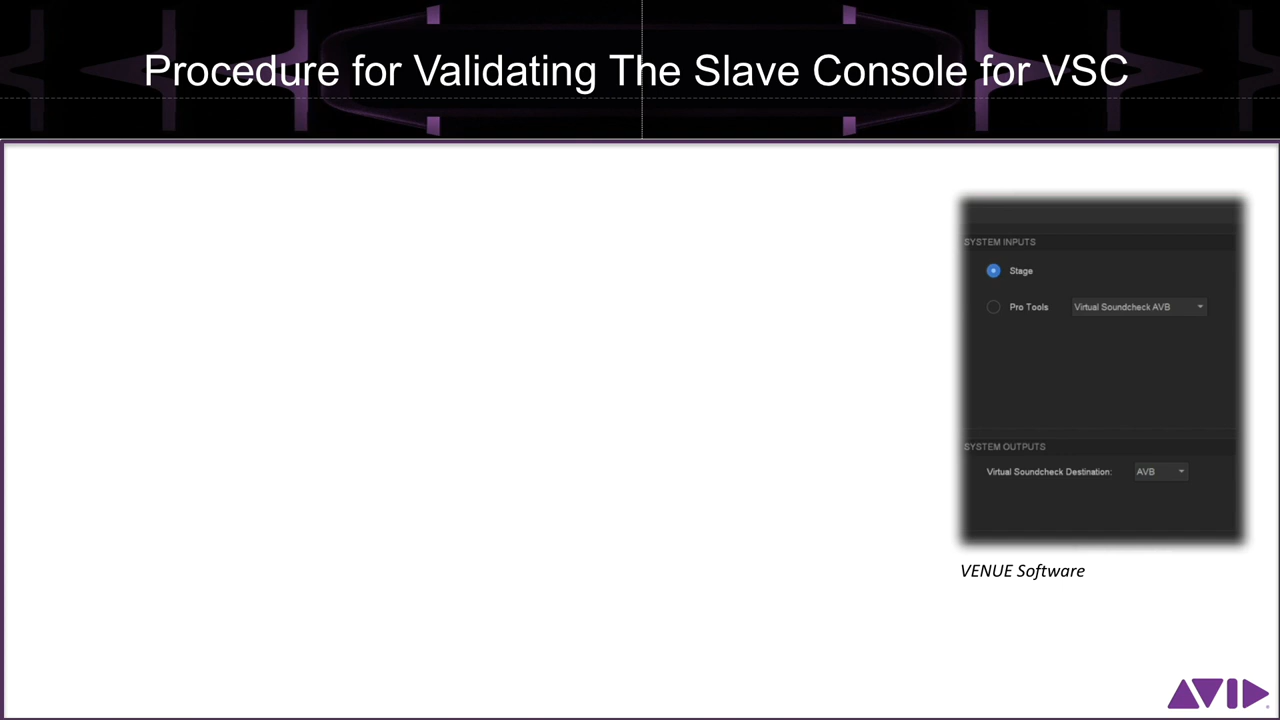 Procedure for Validating The Slave Console for VSC
SYSTEM INPUTS
Stage
Pro Tools Virtual Soundcheck AVB
SYSTEM OUTPUTS
Virtual Soundcheck Destination: AVB
VENUE Software
AVID